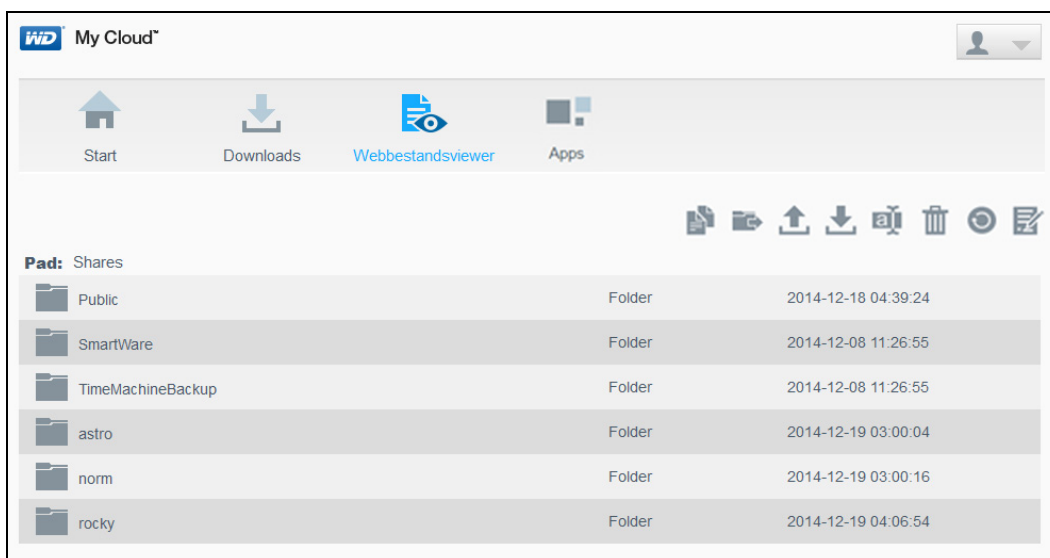 WD My Cloud™
Start Downloads Webbestandsviewer Apps
Pad: Shares
Public Folder 2014-12-18 04:39:24
SmartWare Folder 2014-12-08 11:26:55
TimeMachineBackup Folder 2014-12-08 11:26:55
astro Folder 2014-12-19 03:00:04
norm Folder 2014-12-19 03:00:16
rocky Folder 2014-12-19 04:06:54